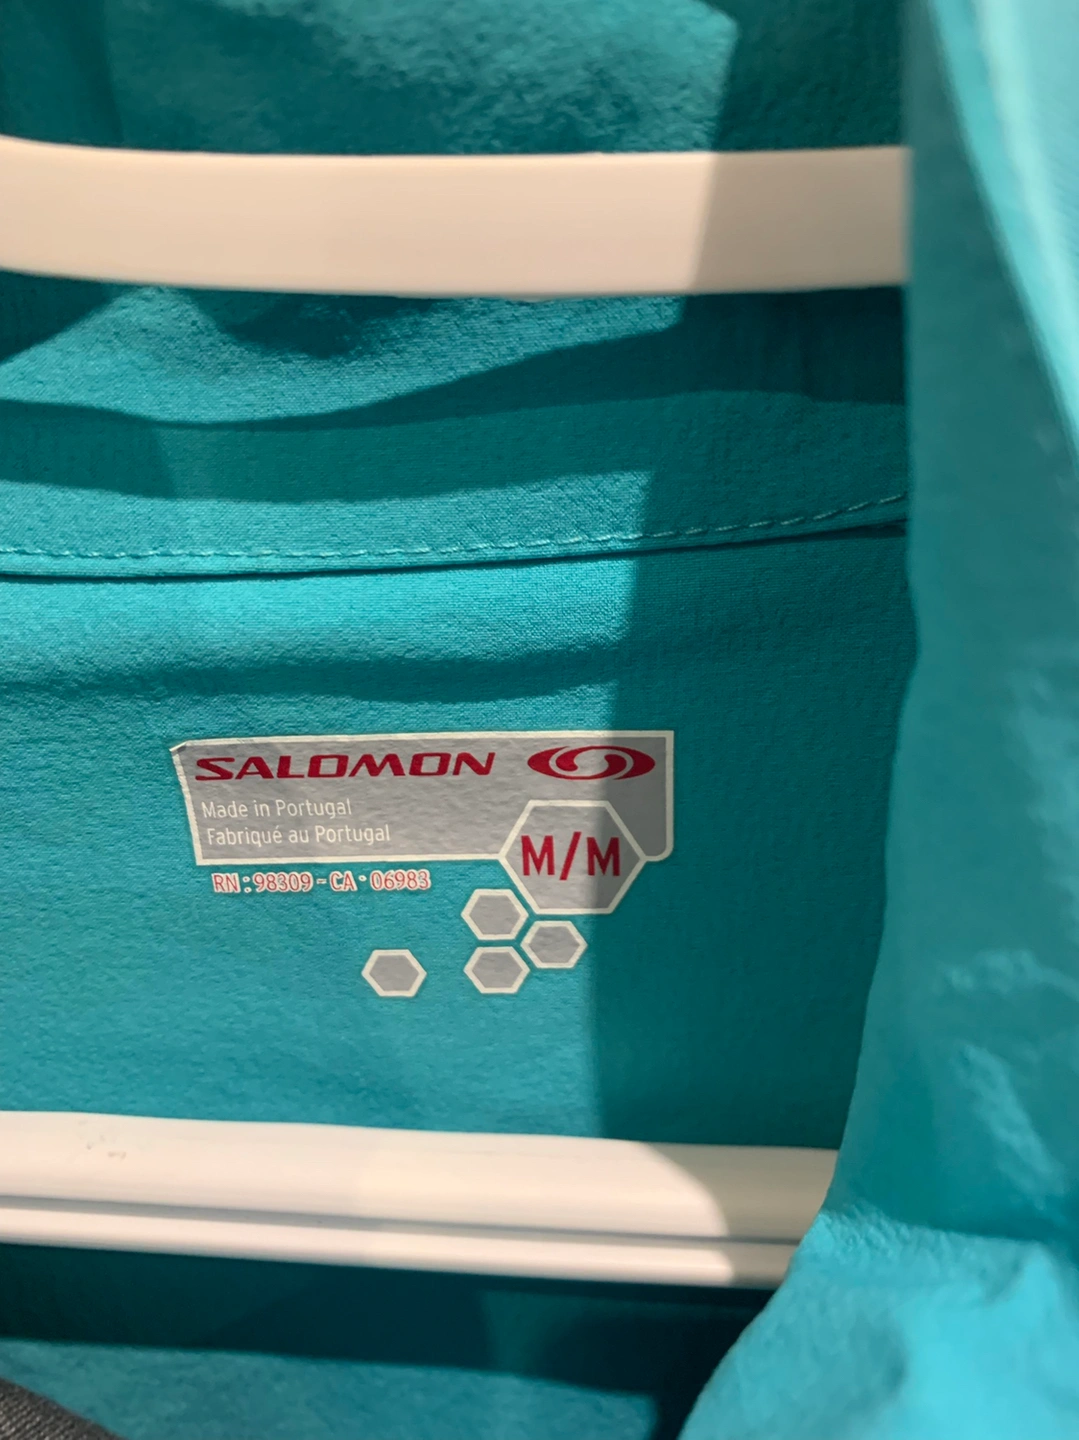 SALOMON
Made in Portugal
Fabriqué au Portugal
M/M
RN: 98309 - CA - 06983